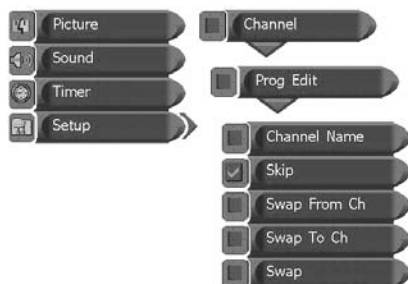 Picture
Sound
Timer
Setup
Channel
Prog Edit
Channel Name
Skip
Swap From Ch
Swap To Ch
Swap